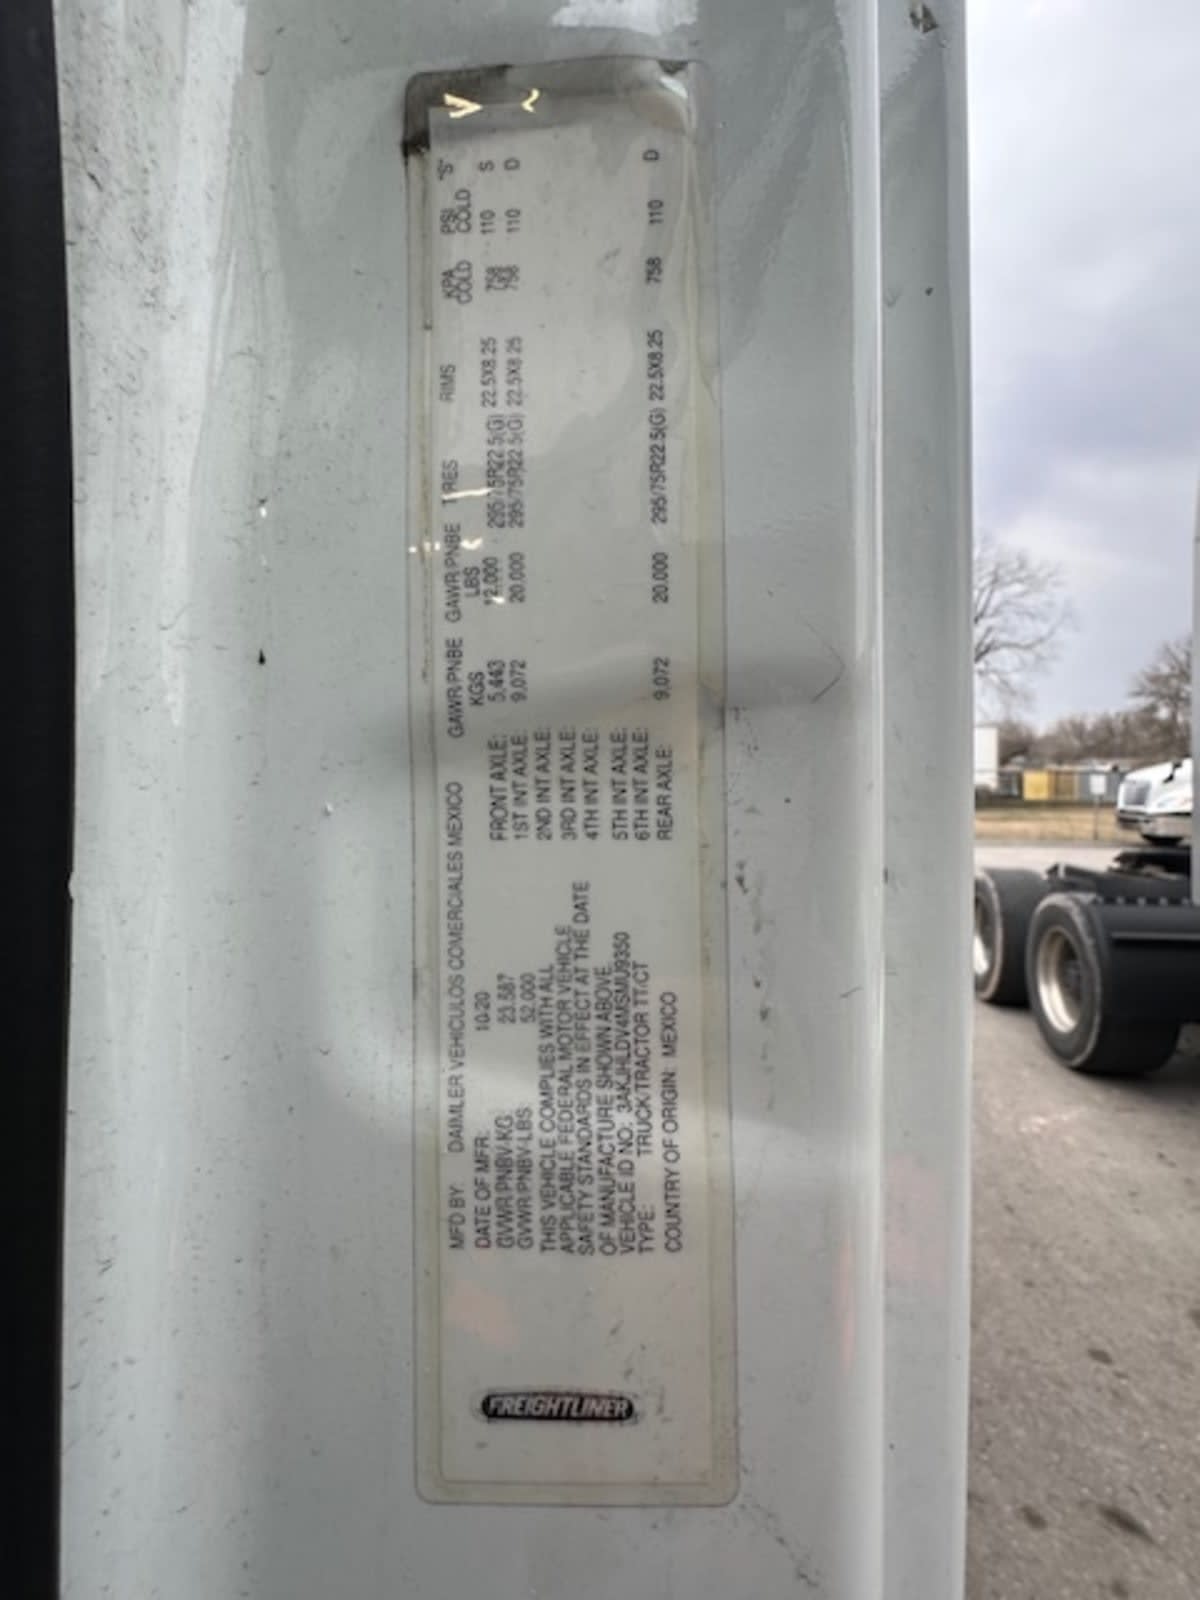 FREIGHTLINER
MFD BY: DAIMLER VEHICULOS COMERCIALES MEXICO
DATE OF MFR: 10/20
GVWR/PNBV-KG: 23,587
GVWR/PNBV-LBS 52,000
THIS VEHICLE COMPLIES WITH ALL
APPLICABLE FEDERAL MOTOR VEHICLE
SAFETY STANDARDS IN EFFECT AT THE DATE
OF MANUFACTURE SHOWN ABOVE
VEHICLE ID NO: 3AKJHLDV4MSMU9350
TYPE: TRUCK/TRACTOR TT/CT
COUNTRY OF ORIGIN: MEXICO
GAWR/PNBE GAWR/PNBE TIRES RIMS KPA PSI "S"
KGS LBS COLD COLD
FRONT AXLE: 5,443 12,000 295/75R22.5(G) 22.5X8.25 758 110 S
1ST INT AXLE: 9,072 20,000 295/75R22.5(G) 22.5X8.25 758 110 D
2ND INT AXLE:
3RD INT AXLE:
4TH INT AXLE:
5TH INT AXLE:
6TH INT AXLE:
REAR AXLE: 9,072 20,000 295/75R22.5(G) 22.5X8.25 758 110 D